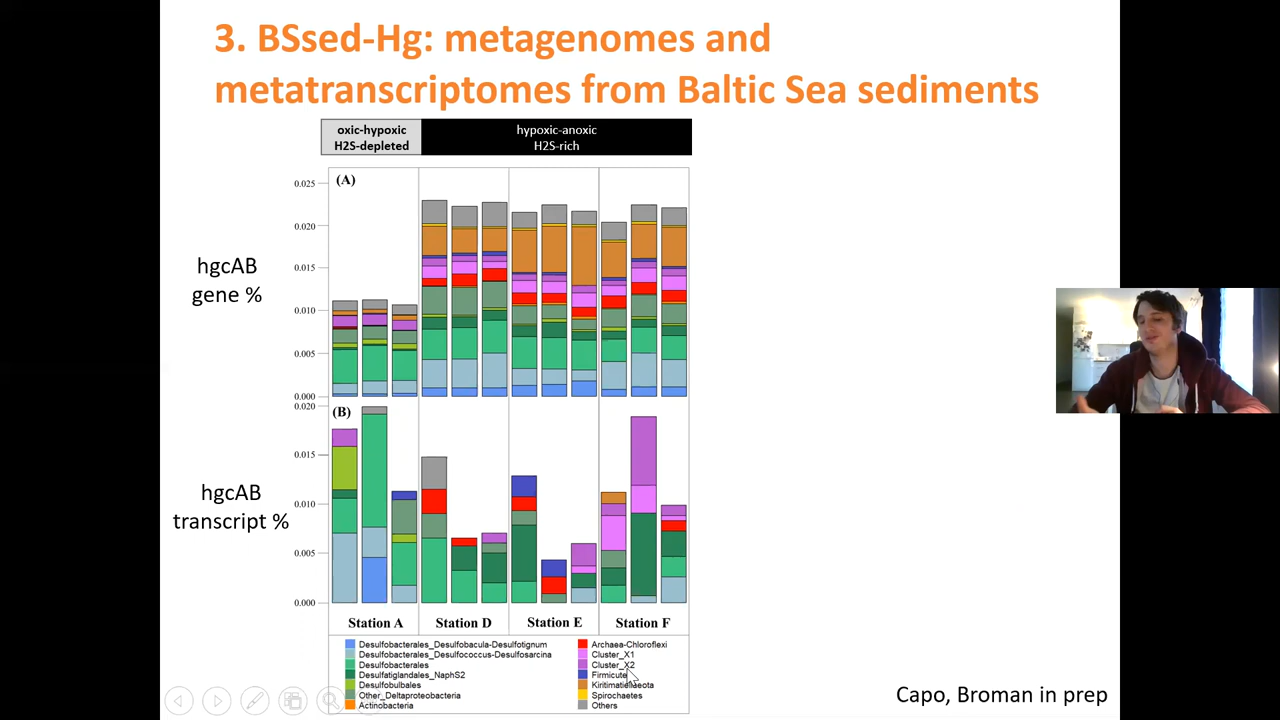 3. BSsed-Hg: metagenomes and
metatranscriptomes from Baltic Sea sediments
oxic-hypoxic
H2S-depleted
hypoxic-anoxic
H2S-rich
(A)
0.025
0.020
0.015
0.010
0.005
0.000
hgcAB
gene %
(B)
0.020
0.015
0.010
0.005
0.000
hgcAB
transcript %
Station A
Station D
Station E
Station F
Desulfobacterales_Desulfobacula-Desulfotignum
Desulfobacterales_Desulfococcus-Desulfosarcina
Desulfobacterales
Desulfatiglandales_NaphS2
Desulfobulbales
Other_Deltaproteobacteria
Actinobacteria
Archaea-Chloroflexi
Cluster_X1
Cluster_X2
Firmicute
Kiritimatiellaeota
Spirochaetes
Others
Capo, Broman in prep